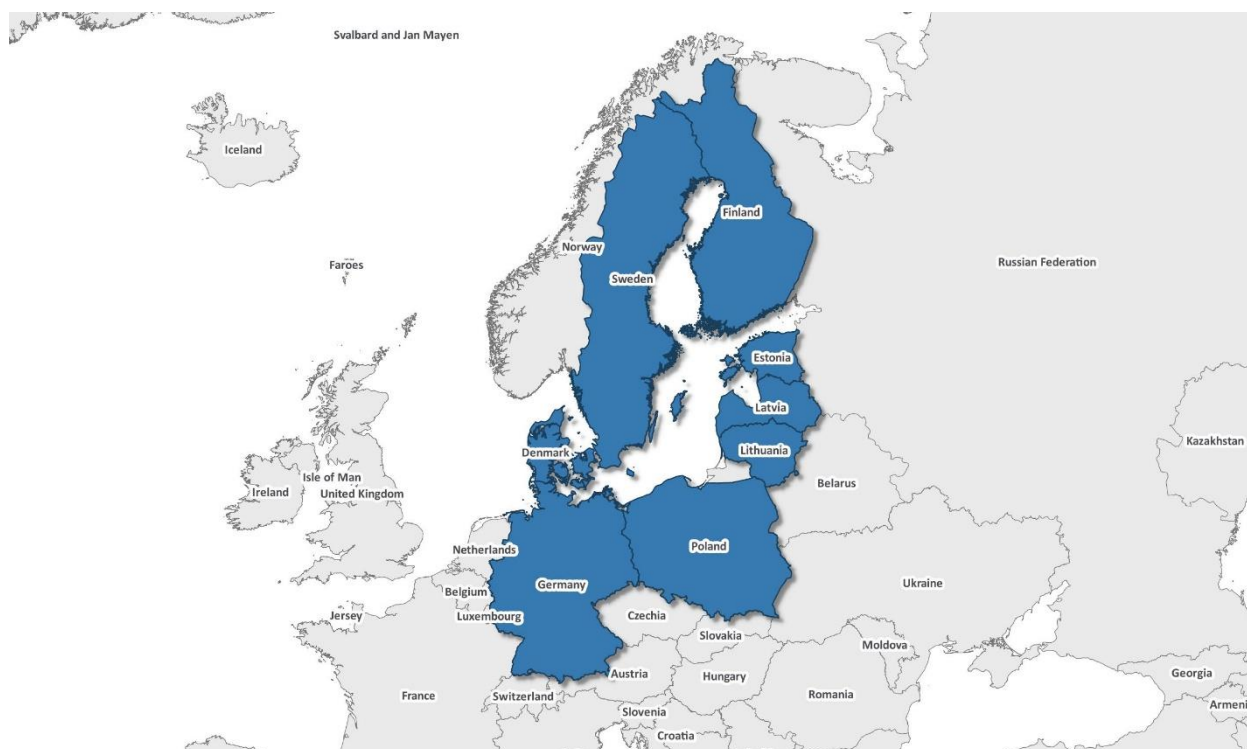 Svalbard and Jan Mayen
Iceland
Finland
Norway
Faroes
Russian Federation
Sweden
Estonia
Latvia
Kazakhstan
Denmark
Lithuania
Isle of Man
Belarus
Ireland
United Kingdom
Netherlands
Poland
Germany
Ukraine
Belgium
Jersey
Luxembourg
Czechia
Slovakia
Moldova
Austria
Georgia
Hungary
France
Switzerland
Romania
Armeni
Slovenia
Croatia